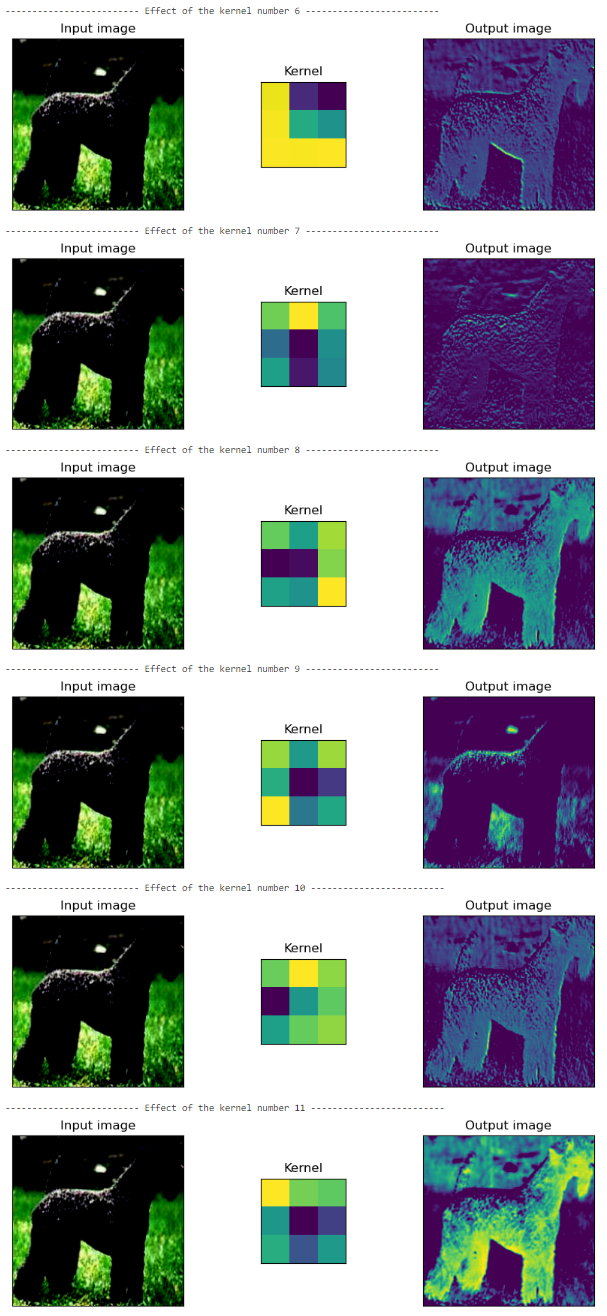 ------------------------- Effect of the kernel number 6 -------------------------
Input image
Kernel
Output image
------------------------- Effect of the kernel number 7 -------------------------
Input image
Kernel
Output image
------------------------- Effect of the kernel number 8 -------------------------
Input image
Kernel
Output image
------------------------- Effect of the kernel number 9 -------------------------
Input image
Kernel
Output image
------------------------- Effect of the kernel number 10 -------------------------
Input image
Kernel
Output image
------------------------- Effect of the kernel number 11 -------------------------
Input image
Kernel
Output image